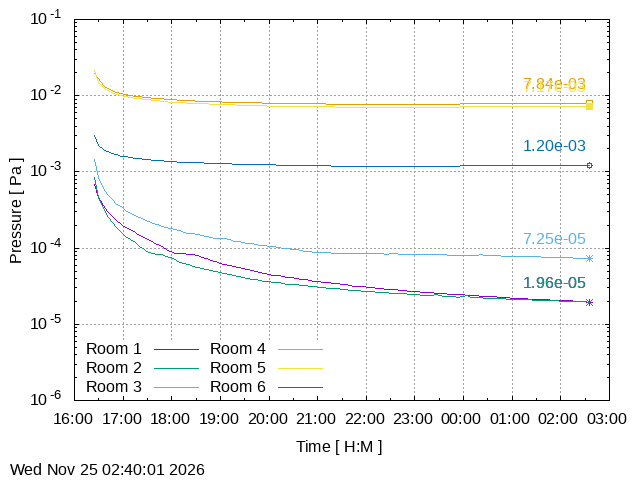 10^-1
10^-2
10^-3
10^-4
10^-5
10^-6
Pressure [ Pa ]
7.84e-03
1.20e-03
7.25e-05
1.96e-05
Room 1 Room 4
Room 2 Room 5
Room 3 Room 6
16:00 17:00 18:00 19:00 20:00 21:00 22:00 23:00 00:00 01:00 02:00 03:00
Time [ H:M ]
Wed Nov 25 02:40:01 2026